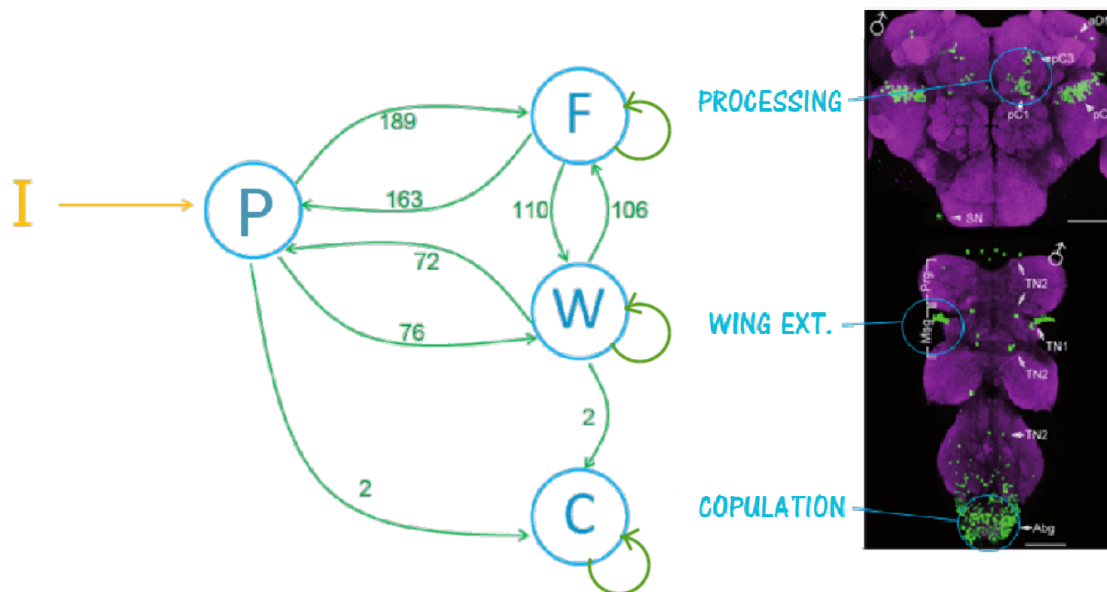 I
P
F
W
C
189
163
110
106
72
76
2
2
PROCESSING
WING EXT.
COPULATION
♂
pC3
pC1
SN
♂
Prg
Msg
TN2
TN1
TN2
TN2
Abg